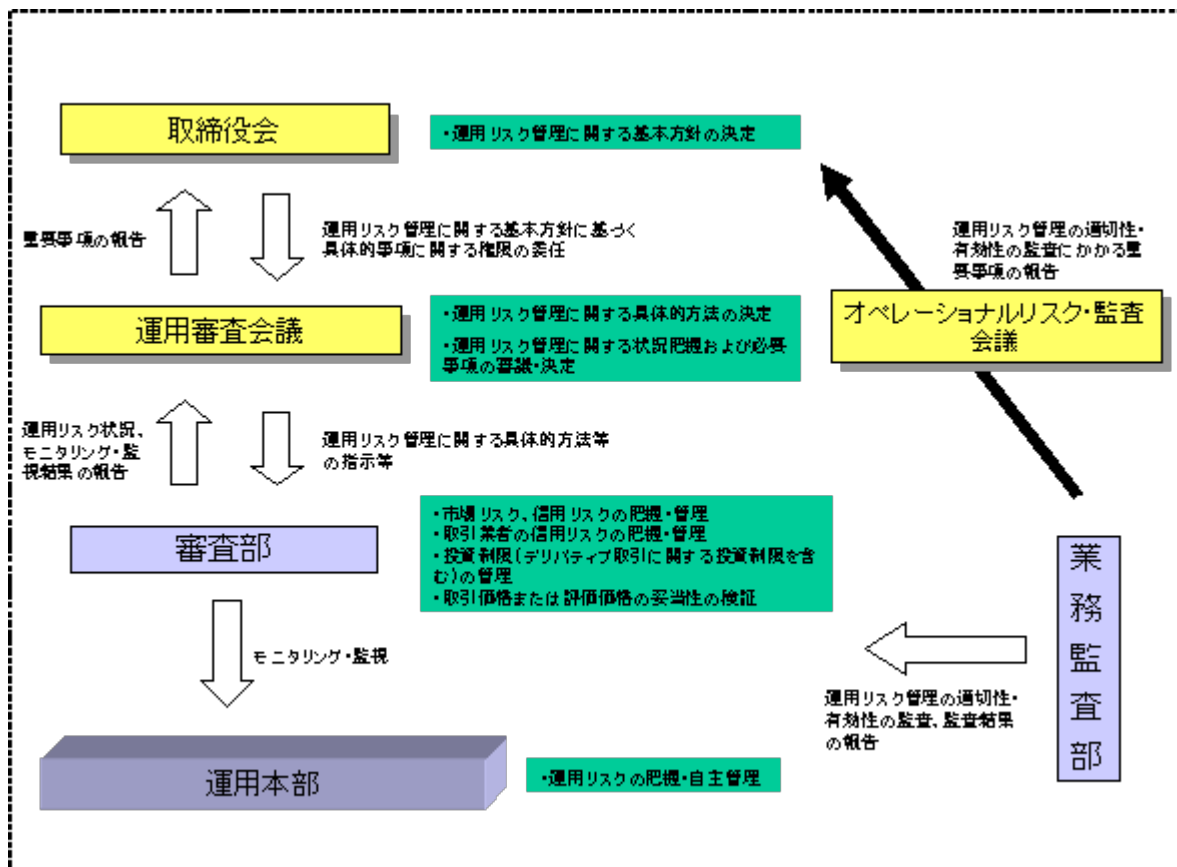 取締役会
・運用リスク管理に関する基本方針の決定
重要事項の報告
運用リスク管理に関する基本方針に基づく
具体的事項に関する権限の委任
運用リスク管理の適切性・
有効性の監査にかかる重
要事項の報告
運用審査会議
・運用リスク管理に関する具体的方法の決定
・運用リスク管理に関する状況把握および必要
事項の審議・決定
オペレーショナルリスク・監査
会議
運用リスク状況、
モニタリング・監
視結果の報告
運用リスク管理に関する具体的方法等
の指示等
審査部
・市場リスク、信用リスクの把握・管理
・取引業者の信用リスクの把握・管理
・投資制限(デリバティブ取引に関する投資制限を含
む)の管理
・取引価格または評価価格の妥当性の検証
業務監査部
モニタリング・監視
運用リスク管理の適切性・
有効性の監査、監査結果
の報告
運用本部
・運用リスクの把握・自主管理